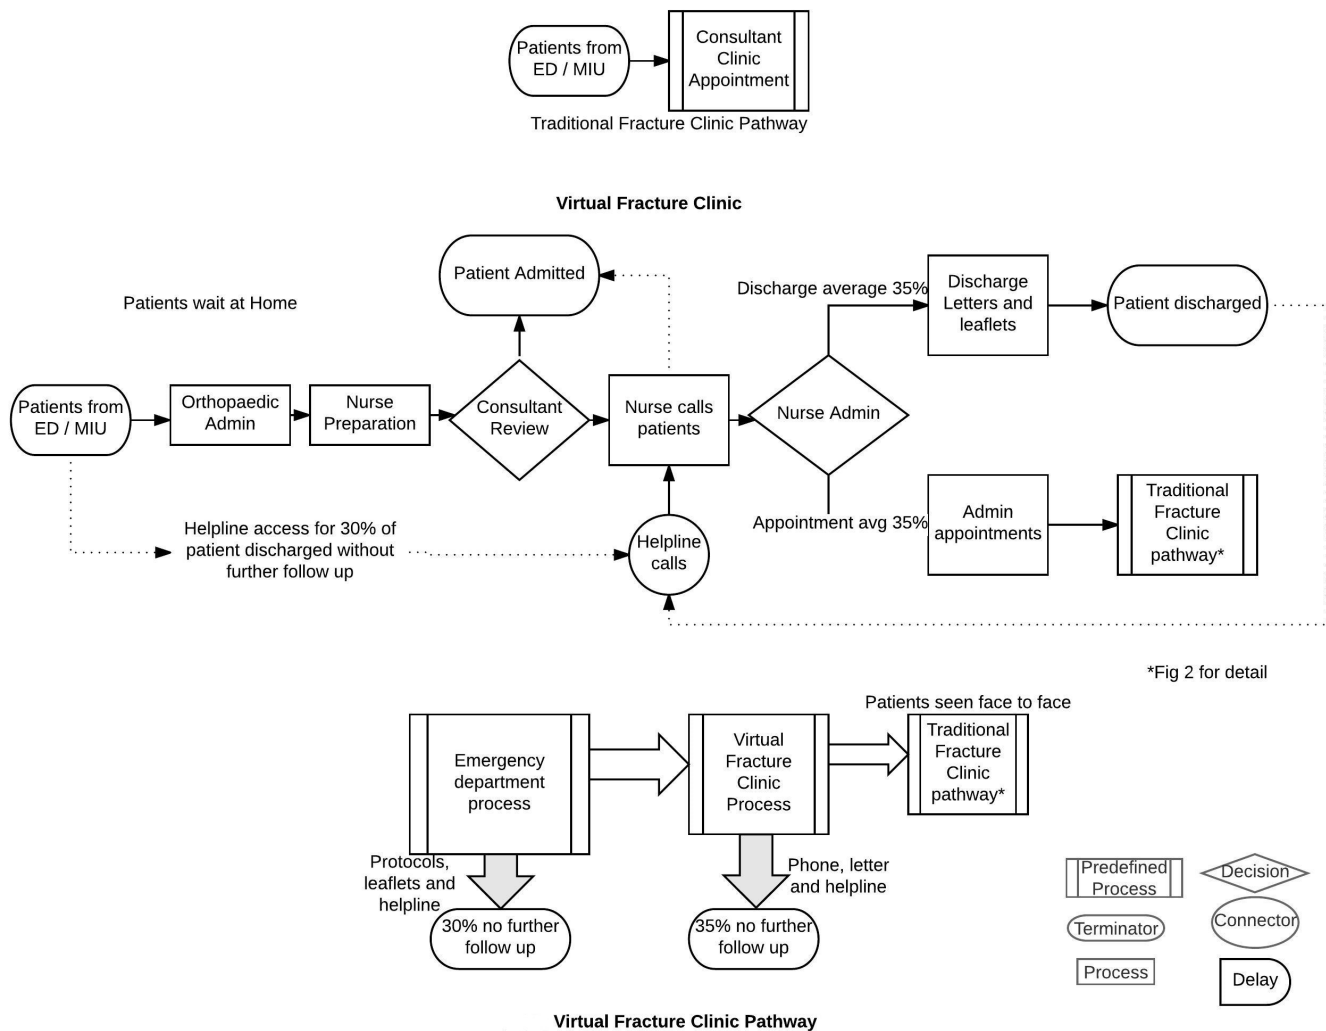 Patients from
ED / MIU
Consultant
Clinic
Appointment
Traditional Fracture Clinic Pathway
Virtual Fracture Clinic
Patients wait at Home
Patient Admitted
Discharge average 35%
Discharge
Letters and
leaflets
Patient discharged
Patients from
ED / MIU
Orthopaedic
Admin
Nurse
Preparation
Consultant
Review
Nurse calls
patients
Nurse Admin
Helpline access for 30% of
patient discharged without
further follow up
Helpline
calls
Appointment avg 35%
Admin
appointments
Traditional
Fracture
Clinic
pathway*
*Fig 2 for detail
Emergency
department
process
Virtual
Fracture
Clinic
Process
Patients seen face to face
Traditional
Fracture
Clinic
pathway*
Protocols,
leaflets and
helpline
Phone, letter
and helpline
30% no further
follow up
35% no further
follow up
Predefined
Process
Decision
Terminator
Connector
Process
Delay
Virtual Fracture Clinic Pathway